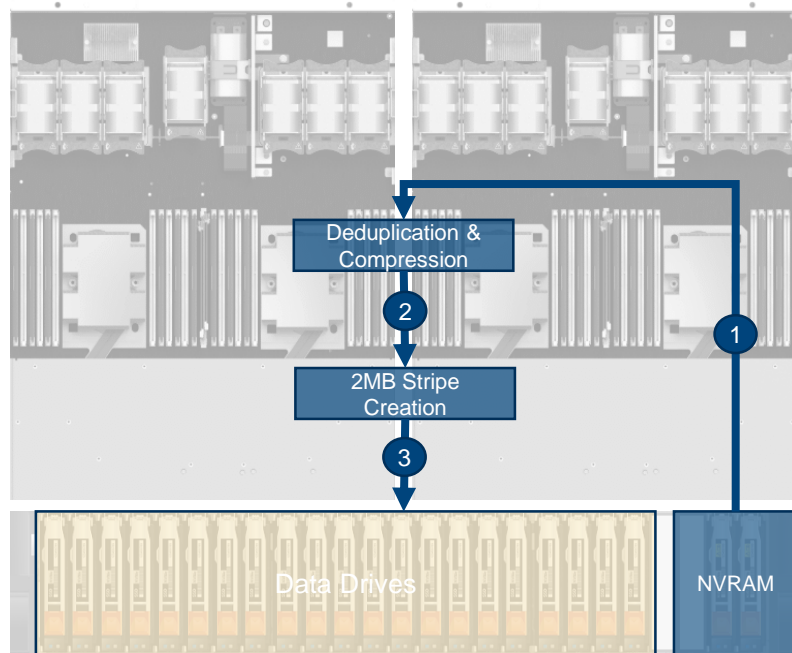 Deduplication &
Compression
2
1
2MB Stripe
Creation
3
Data Drives
NVRAM